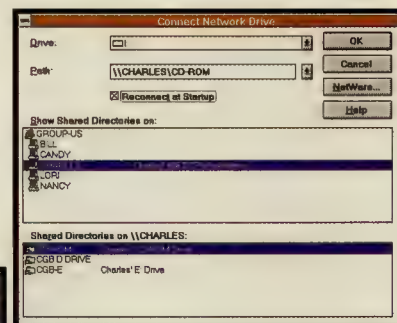 Connect Network Drive
Drive:
OK
Path:
\\CHARLES\CD-ROM
Cancel
Reconnect at Startup
NetWare...
Help
Show Shared Directories on:
GROUP-US
BILL
CANDY
LORI
NANCY
Shared Directories on \\CHARLES:
CGB D DRIVE
CGB-E Charles' E Drive